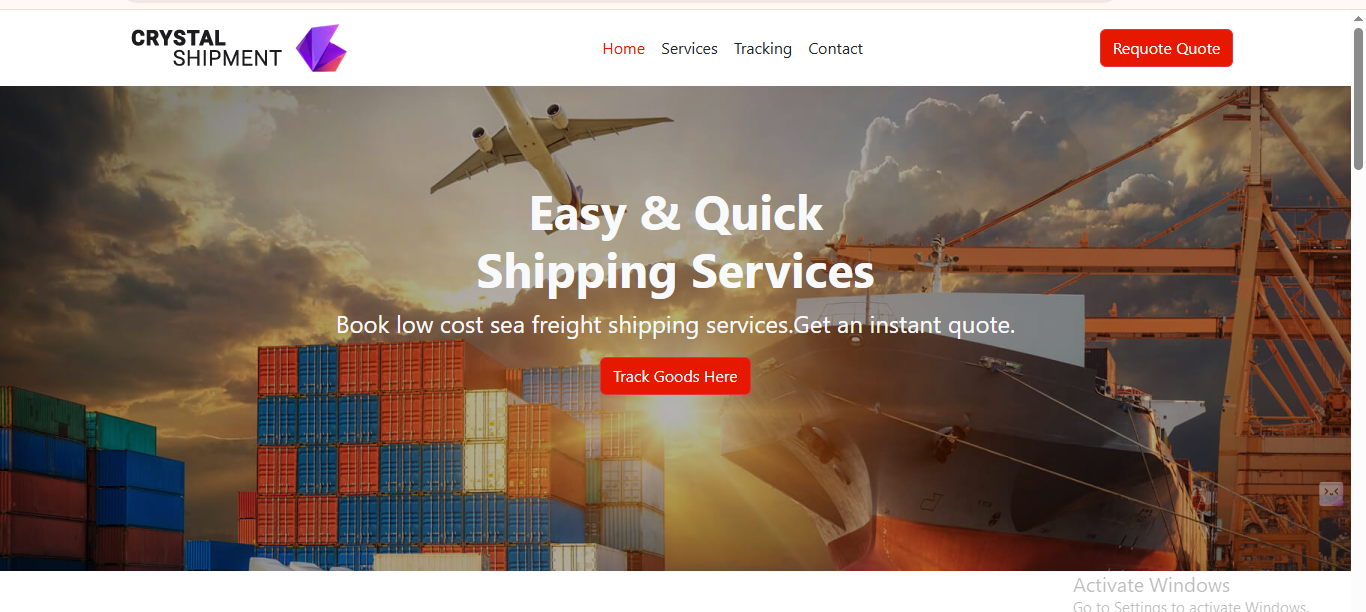 CRYSTAL
SHIPMENT
Home Services Tracking Contact
Requote Quote
Easy & Quick
Shipping Services
Book low cost sea freight shipping services.Get an instant quote.
Track Goods Here
Activate Windows
Go to Settings to activate Windows.